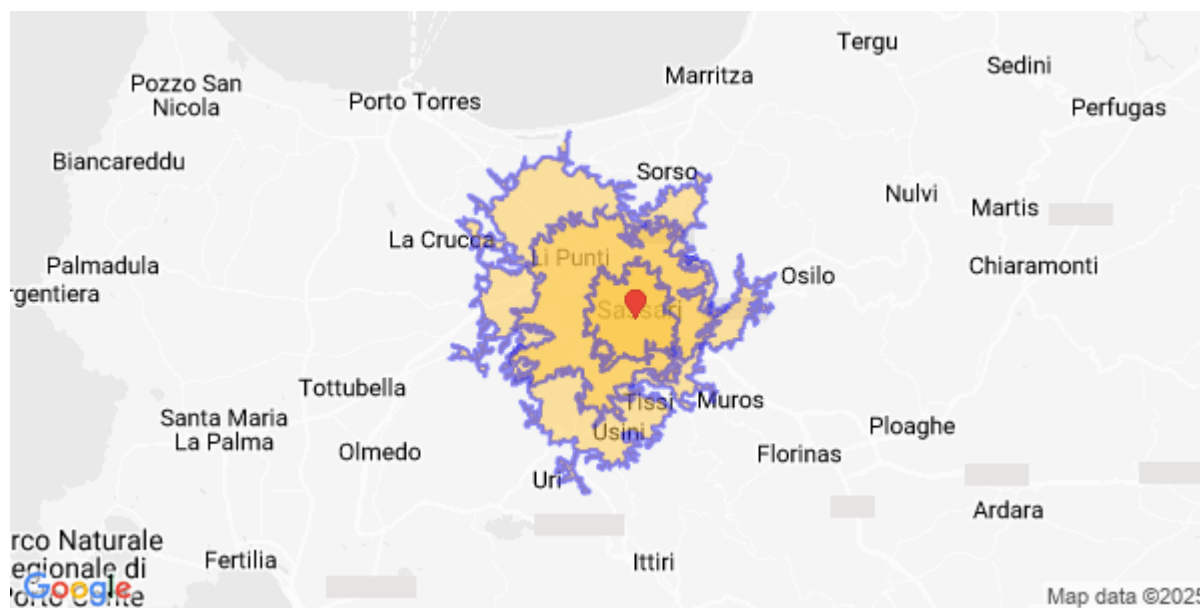 Tergu
Sedini
Marritza
Pozzo San
Nicola
Porto Torres
Perfugas
Biancareddu
Sorso
Nulvi
Martis
La Crucca
Li Punti
Palmadula
Osilo
Chiaramonti
rgentiera
Sassari
Tottubella
Tissi
Muros
Santa Maria
La Palma
Usini
Ploaghe
Olmedo
Florinas
Uri
Ardara
rco Naturale
egionale di
Porto Conte
Fertilia
Ittiri
Google
Map data ©2025